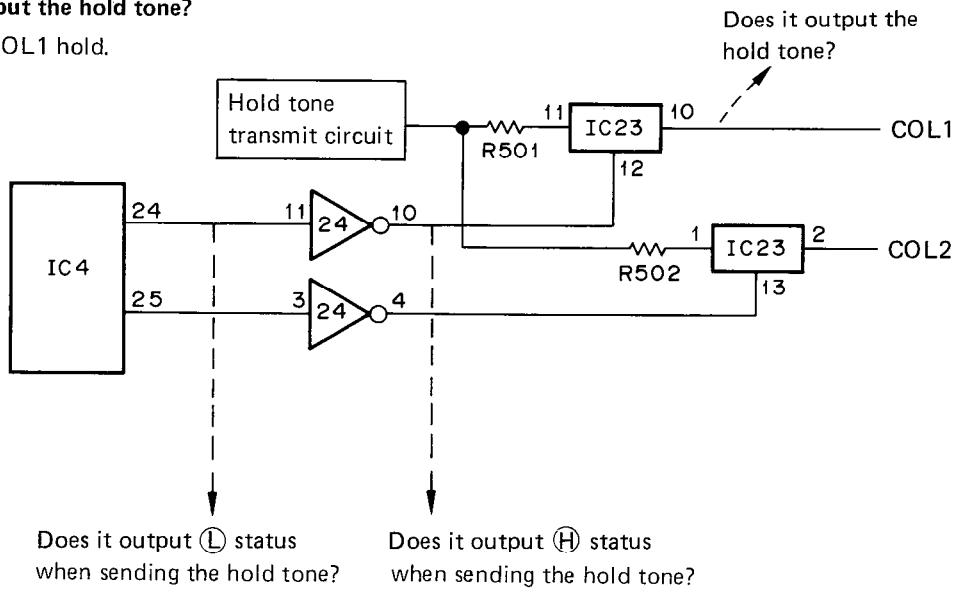 put the hold tone?
OL1 hold.
Does it output the
hold tone?
Hold tone
transmit circuit
R501
11
IC23
10
COL1
12
IC4
24
11
24
10
1
IC23
2
COL2
R502
13
25
3
24
4
Does it output Ⓛ status
when sending the hold tone?
Does it output Ⓗ status
when sending the hold tone?